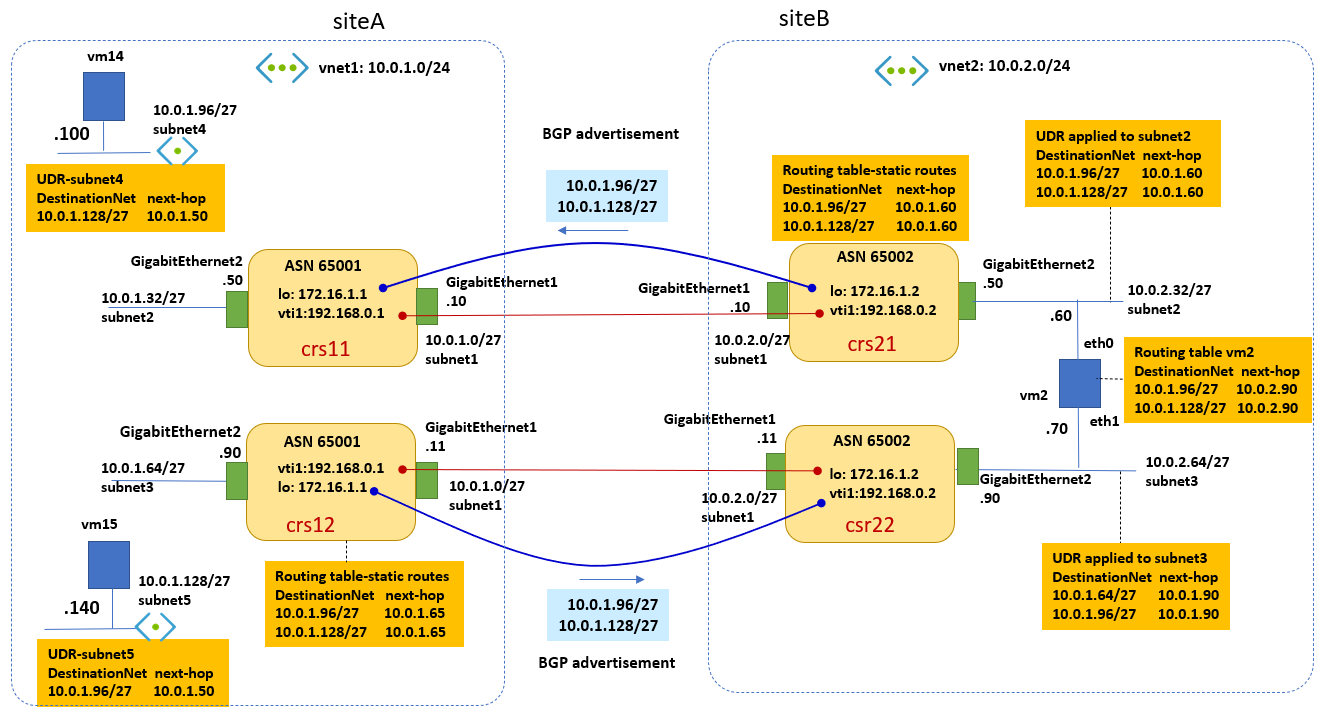 siteA
siteB
vnet1: 10.0.1.0/24
vnet2: 10.0.2.0/24
vm14
10.0.1.96/27
subnet4
.100
UDR-subnet4
DestinationNet next-hop
10.0.1.128/27 10.0.1.50
BGP advertisement
10.0.1.96/27
10.0.1.128/27
Routing table-static routes
DestinationNet next-hop
10.0.1.96/27 10.0.1.60
10.0.1.128/27 10.0.1.60
UDR applied to subnet2
DestinationNet next-hop
10.0.1.96/27 10.0.1.60
10.0.1.128/27 10.0.1.60
GigabitEthernet2
.50
10.0.1.32/27
subnet2
ASN 65001
lo: 172.16.1.1
vti1:192.168.0.1
crs11
GigabitEthernet1
.10
10.0.1.0/27
subnet1
GigabitEthernet1
.10
10.0.2.0/27
subnet1
ASN 65002
lo: 172.16.1.2
vti1:192.168.0.2
crs21
GigabitEthernet2
.50
10.0.2.32/27
subnet2
.60
eth0
vm2
eth1
.70
Routing table vm2
DestinationNet next-hop
10.0.1.96/27 10.0.2.90
10.0.1.128/27 10.0.2.90
GigabitEthernet2
.90
10.0.1.64/27
subnet3
ASN 65001
vti1:192.168.0.1
lo: 172.16.1.1
crs12
GigabitEthernet1
.11
10.0.1.0/27
subnet1
GigabitEthernet1
.11
10.0.2.0/27
subnet1
ASN 65002
lo: 172.16.1.2
vti1:192.168.0.2
csr22
GigabitEthernet2
.90
10.0.2.64/27
subnet3
vm15
10.0.1.128/27
subnet5
.140
UDR-subnet5
DestinationNet next-hop
10.0.1.96/27 10.0.1.50
Routing table-static routes
DestinationNet next-hop
10.0.1.96/27 10.0.1.65
10.0.1.128/27 10.0.1.65
10.0.1.96/27
10.0.1.128/27
BGP advertisement
UDR applied to subnet3
DestinationNet next-hop
10.0.1.64/27 10.0.1.90
10.0.1.96/27 10.0.1.90